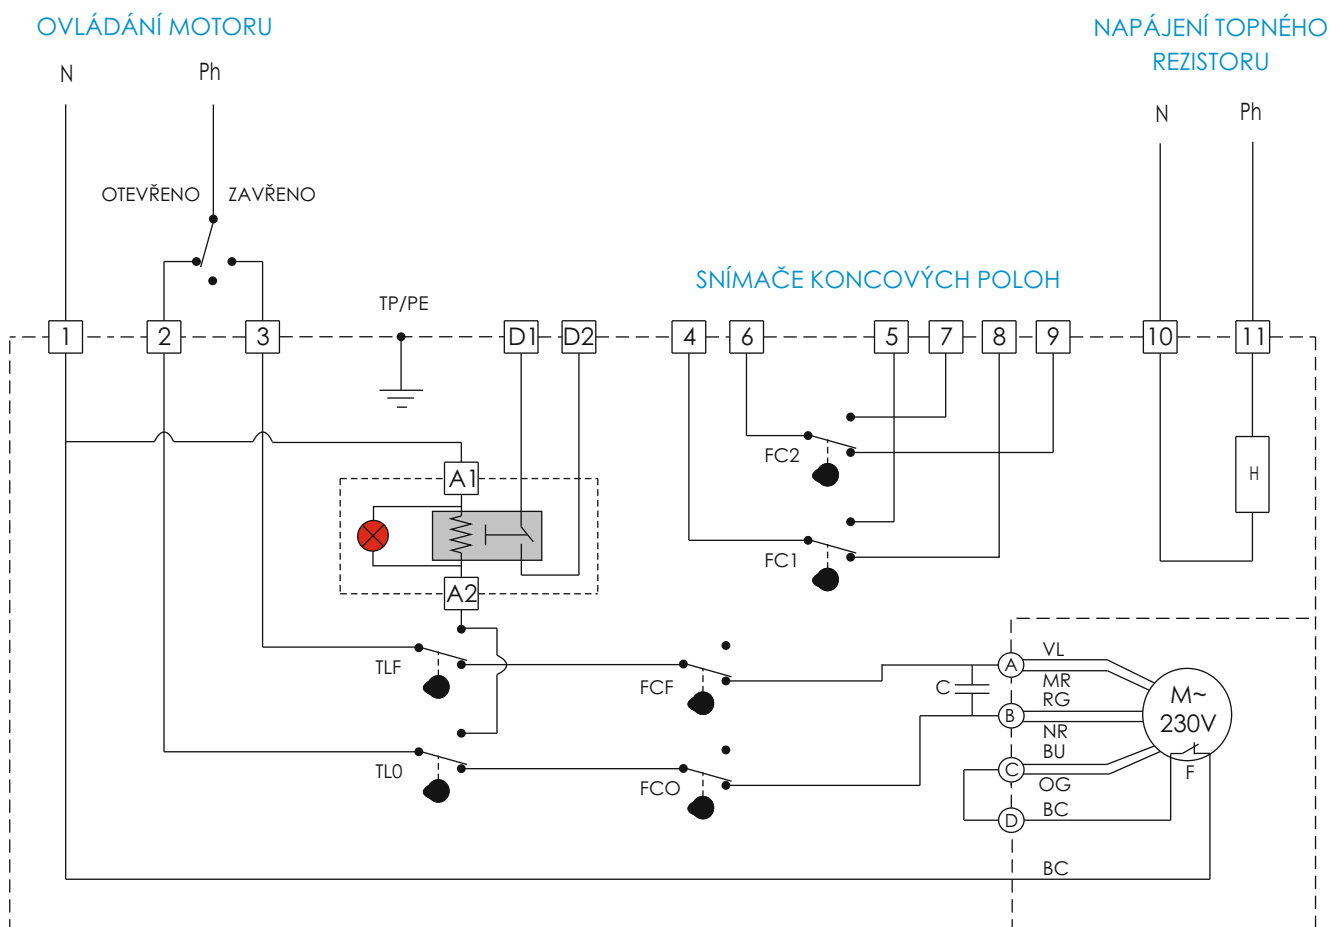 OVLÁDÁNÍ MOTORU
NAPÁJENÍ TOPNÉHO
REZISTORU
N
Ph
N
Ph
OTEVŘENO
ZAVŘENO
SNÍMAČE KONCOVÝCH POLOH
TP/PE
1
2
3
D1
D2
4
6
5
7
8
9
10
11
FC2
A1
H
FC1
A2
TLF
FCF
C
A
VL
MR
RG
B
NR
BU
M~
230V
F
TL0
FCO
C
OG
BC
D
BC